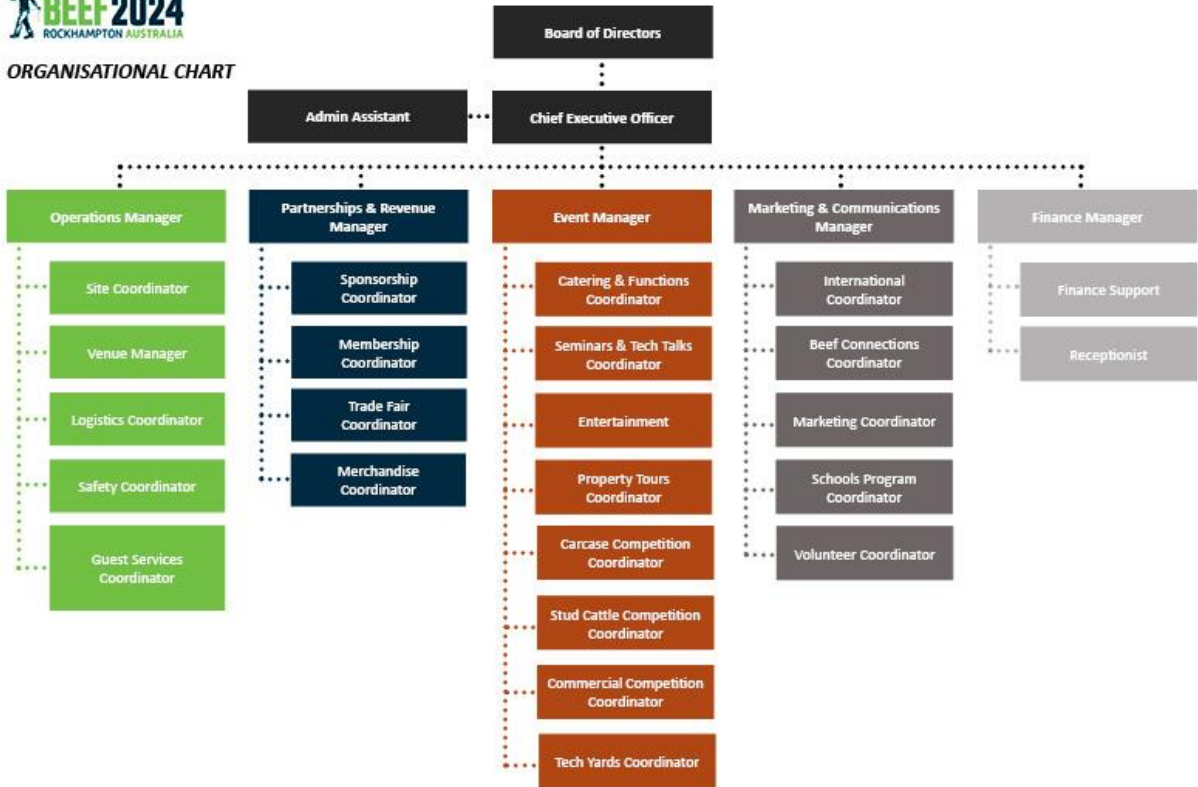 BEEF2024
ROCKHAMPTON AUSTRALIA
ORGANISATIONAL CHART
Board of Directors
Admin Assistant
Chief Executive Officer
Operations Manager
Site Coordinator
Venue Manager
Logistics Coordinator
Safety Coordinator
Guest Services
Coordinator
Partnerships & Revenue
Manager
Sponsorship
Coordinator
Membership
Coordinator
Trade Fair
Coordinator
Merchandise
Coordinator
Event Manager
Catering & Functions
Coordinator
Seminars & Tech Talks
Coordinator
Entertainment
Property Tours
Coordinator
Carcase Competition
Coordinator
Stud Cattle Competition
Coordinator
Commercial Competition
Coordinator
Tech Yards Coordinator
Marketing & Communications
Manager
International
Coordinator
Beef Connections
Coordinator
Marketing Coordinator
Schools Program
Coordinator
Volunteer Coordinator
Finance Manager
Finance Support
Receptionist